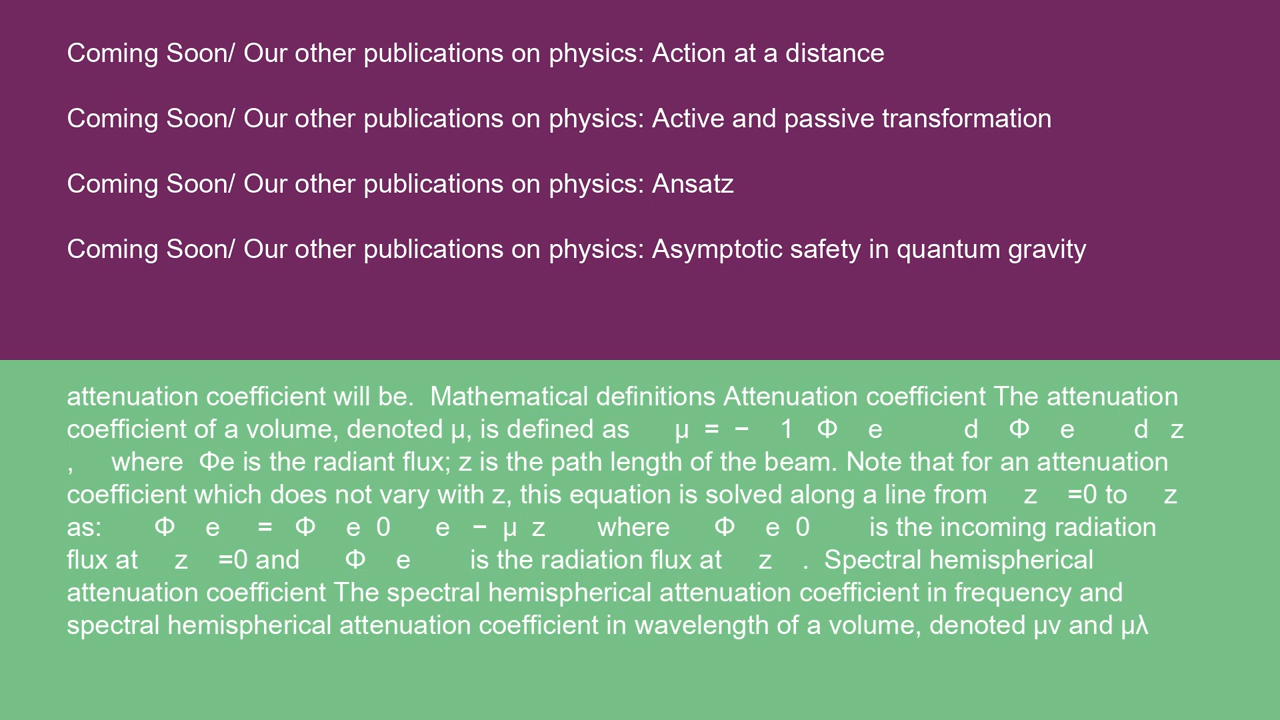 Coming Soon/ Our other publications on physics: Action at a distance
Coming Soon/ Our other publications on physics: Active and passive transformation
Coming Soon/ Our other publications on physics: Ansatz
Coming Soon/ Our other publications on physics: Asymptotic safety in quantum gravity
attenuation coefficient will be.  Mathematical definitions Attenuation coefficient The attenuation
coefficient of a volume, denoted μ, is defined as μ = − 1 Φ e d Φ e d z
, where Φe is the radiant flux; z is the path length of the beam. Note that for an attenuation
coefficient which does not vary with z, this equation is solved along a line from z =0 to z
as: Φ e = Φ e 0 e − μ z where Φ e 0 is the incoming radiation
flux at z =0 and Φ e is the radiation flux at z . Spectral hemispherical
attenuation coefficient The spectral hemispherical attenuation coefficient in frequency and
spectral hemispherical attenuation coefficient in wavelength of a volume, denoted μν and μλ